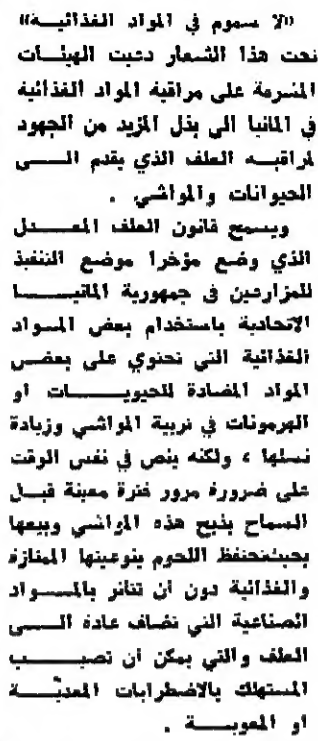 «لا سموم في المواد الغذائية»
تحت هذا الشعار دعيت الهيئات
المشرعة على مراقبة المواد الغذائية
في المانيا الى بذل المزيد من الجهود
لمراقبة العلف الذي يقدم الى
الحيوانات والمواشي .
ويسمح قانون العلف المعدل
الذي وضع مؤخرا موضع التنفيذ
للمزارعين في جمهورية المانيا
الاتحادية باستخدام بعض المواد
الغذائية التي تحتوي على بعض
المواد المضادة للحيويات او
الهرمونات في تربية المواشي وزيادة
نسلها ، ولكنه ينص في نفس الوقت
على ضرورة مرور فترة معينة قبل
السماح بذبح هذه المواشي وبيعها
بحيث تحتفظ اللحوم بنوعيتها الممتازة
والغذائية دون أن تتأثر بالمواد
الصناعية التي تضاف عادة الى
العلف والتي يمكن ان تصيب
المستهلك بالاضطرابات المعديّة
او المعوية .